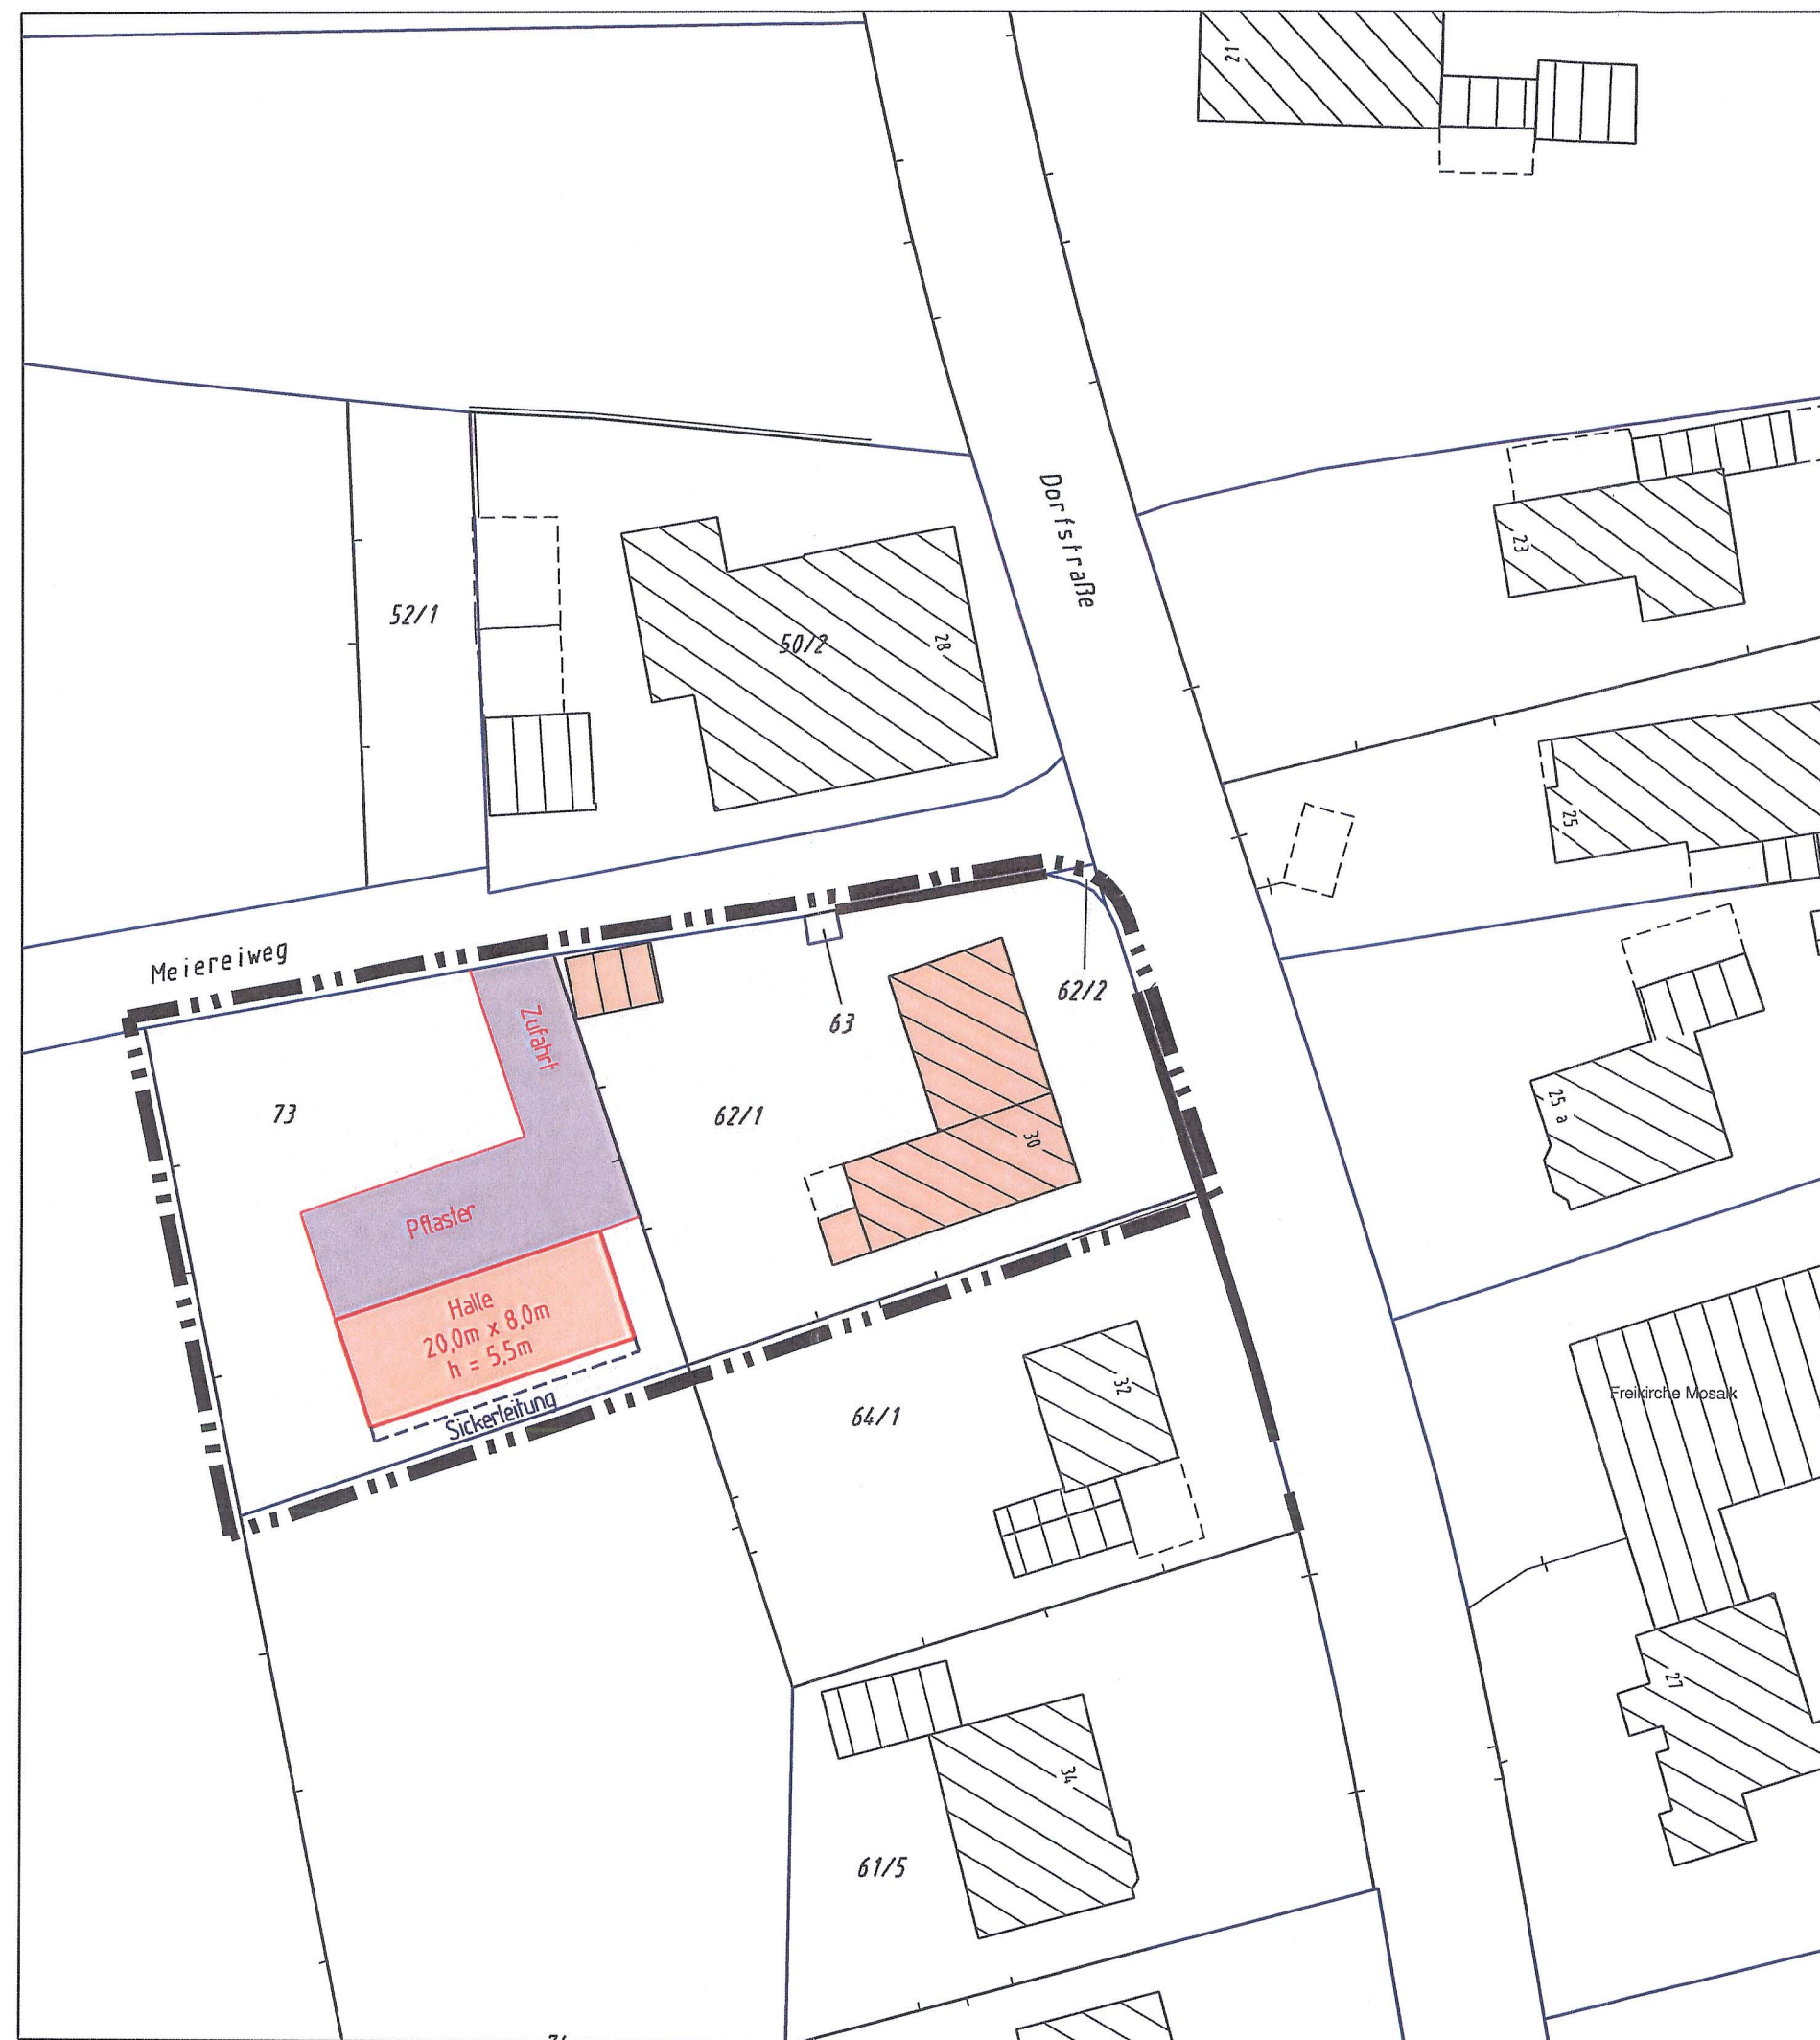 21
Dorfstraße
23
52/1
50/2
28
25
Meiereiweg
Zufahrt
63
62/2
73
62/1
30
25 a
Pflaster
Halle
20,0m x 8,0m
h = 5,5m
Sickerleitung
32
64/1
Freikirche Mosaik
27
34
61/5